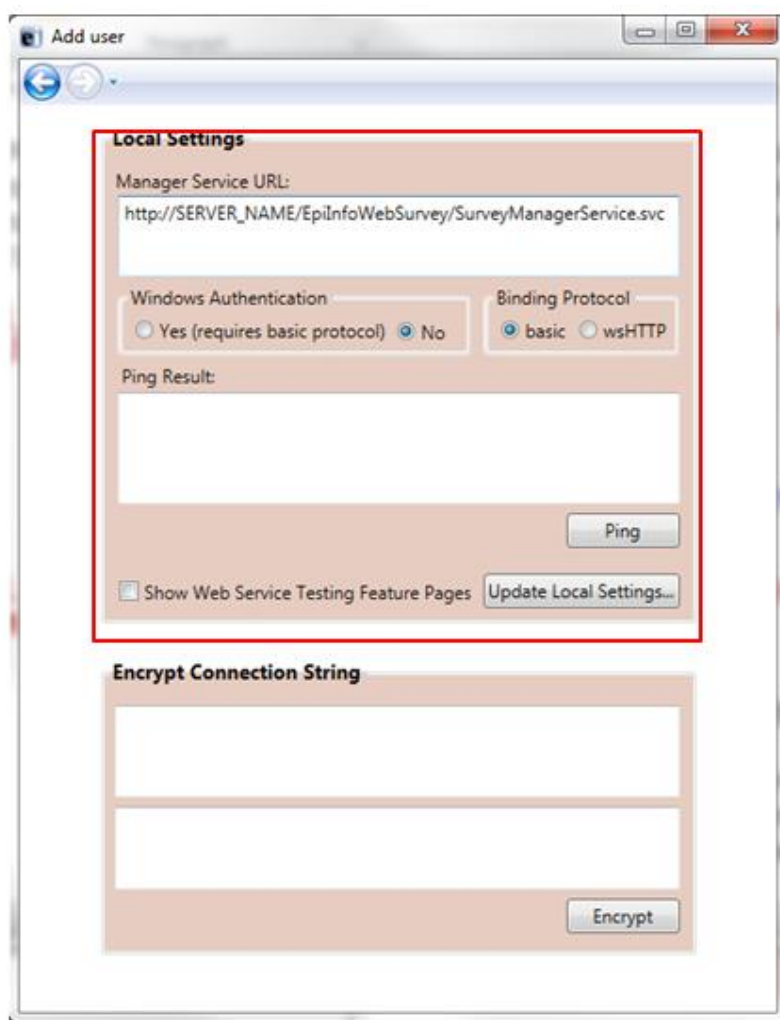 Add user
Local Settings
Manager Service URL:
http://SERVER_NAME/EpiInfoWebSurvey/SurveyManagerService.svc
Windows Authentication Binding Protocol
Yes (requires basic protocol) No basic wsHTTP
Ping Result:
Ping
Show Web Service Testing Feature Pages Update Local Settings...
Encrypt Connection String
Encrypt